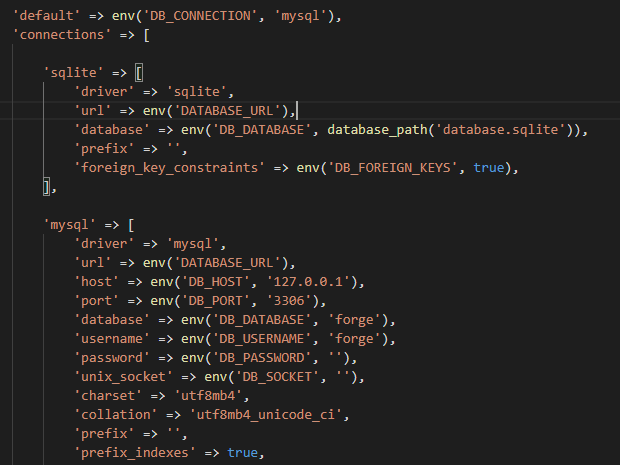 'default' => env('DB_CONNECTION', 'mysql'),
'connections' => [
'sqlite' => [
'driver' => 'sqlite',
'url' => env('DATABASE_URL'),
'database' => env('DB_DATABASE', database_path('database.sqlite')),
'prefix' => '',
'foreign_key_constraints' => env('DB_FOREIGN_KEYS', true),
],
'mysql' => [
'driver' => 'mysql',
'url' => env('DATABASE_URL'),
'host' => env('DB_HOST', '127.0.0.1'),
'port' => env('DB_PORT', '3306'),
'database' => env('DB_DATABASE', 'forge'),
'username' => env('DB_USERNAME', 'forge'),
'password' => env('DB_PASSWORD', ''),
'unix_socket' => env('DB_SOCKET', ''),
'charset' => 'utf8mb4',
'collation' => 'utf8mb4_unicode_ci',
'prefix' => '',
'prefix_indexes' => true,